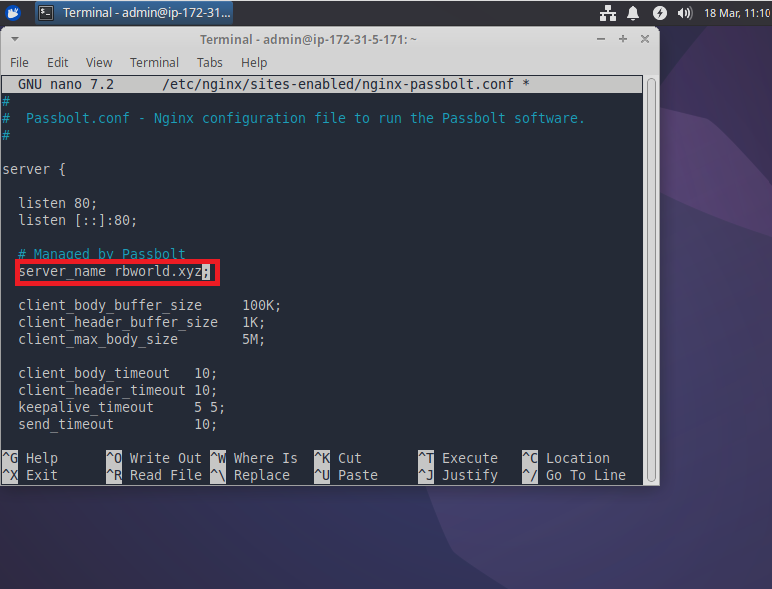 Terminal - admin@ip-172-31...
18 Mar, 11:10
Terminal - admin@ip-172-31-5-171: ~
File Edit View Terminal Tabs Help
GNU nano 7.2 /etc/nginx/sites-enabled/nginx-passbolt.conf *
#
# Passbolt.conf - Nginx configuration file to run the Passbolt software.
#
server {
listen 80;
listen [::]:80;
# Managed by Passbolt
server_name rbworld.xyz;
client_body_buffer_size 100K;
client_header_buffer_size 1K;
client_max_body_size 5M;
client_body_timeout 10;
client_header_timeout 10;
keepalive_timeout 5 5;
send_timeout 10;
^G Help ^O Write Out ^W Where Is ^K Cut ^T Execute ^C Location
^X Exit ^R Read File ^\ Replace ^U Paste ^J Justify ^/ Go To Line